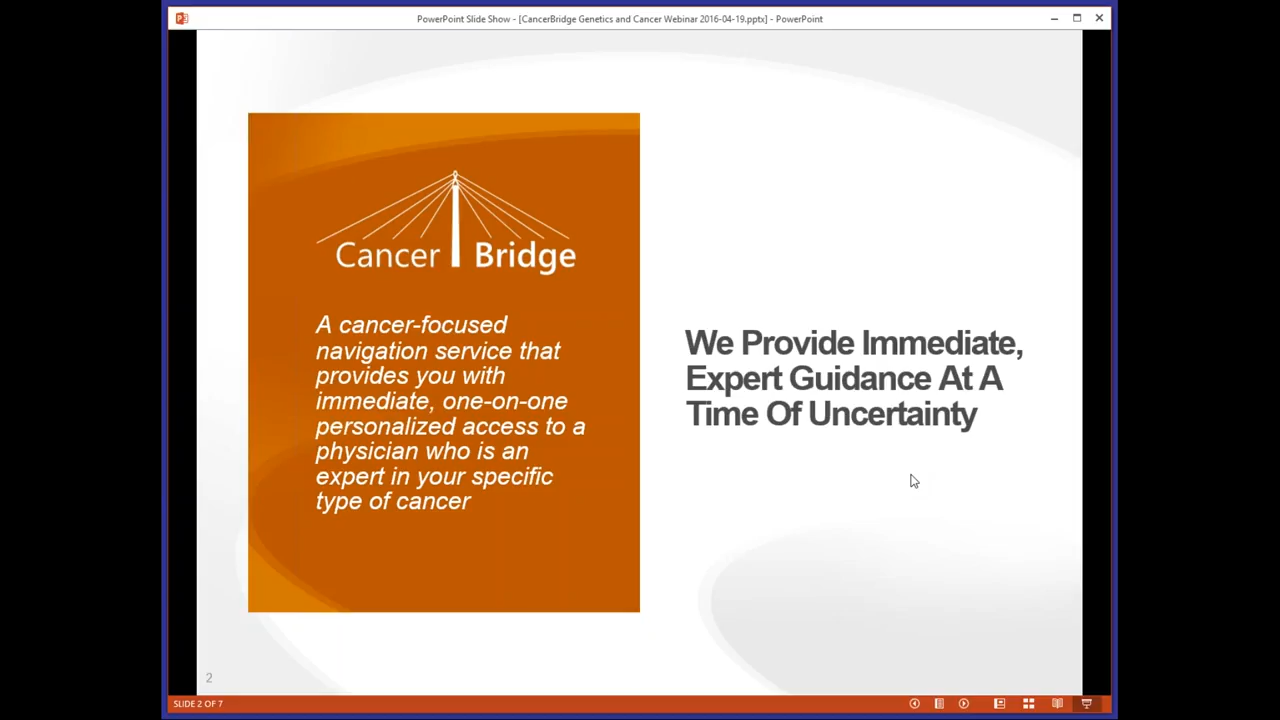 PowerPoint Slide Show - [CancerBridge Genetics and Cancer Webinar 2016-04-19.pptx] - PowerPoint
Cancer Bridge
A cancer-focused
navigation service that
provides you with
immediate, one-on-one
personalized access to a
physician who is an
expert in your specific
type of cancer
We Provide Immediate,
Expert Guidance At A
Time Of Uncertainty
2
SLIDE 2 OF 7